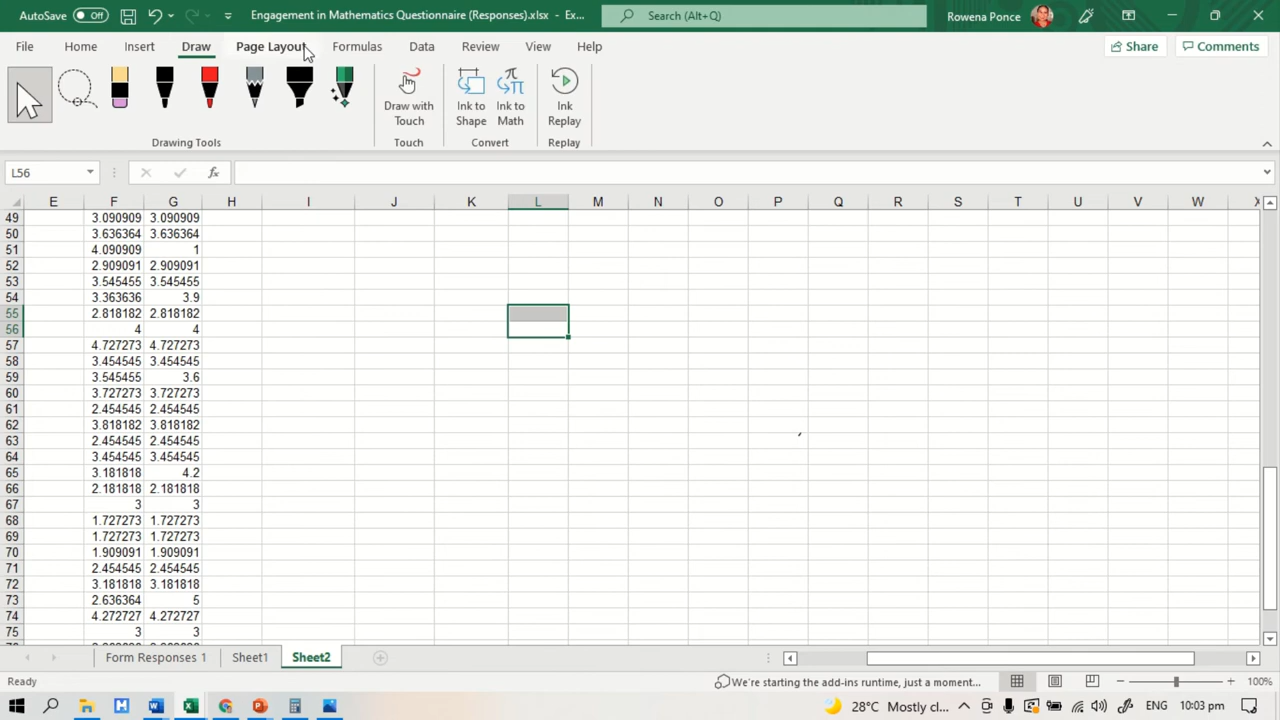 AutoSave Off Engagement in Mathematics Questionnaire (Responses).xlsx - Ex... Search (Alt+Q) Rowena Ponce
File Home Insert Draw Page Layout Formulas Data Review View Help Share Comments
Draw with Touch
Ink to Shape
Ink to Math
Ink Replay
Drawing Tools Touch Convert Replay
L56 fx
E F G H I J K L M N O P Q R S T U V W X
49 3.090909 3.090909
50 3.636364 3.636364
51 4.090909 1
52 2.909091 2.909091
53 3.545455 3.545455
54 3.363636 3.9
55 2.818182 2.818182
56 4 4
57 4.727273 4.727273
58 3.454545 3.454545
59 3.545455 3.6
60 3.727273 3.727273
61 2.454545 2.454545
62 3.818182 3.818182
63 2.454545 2.454545
64 3.454545 3.454545
65 3.181818 4.2
66 2.181818 2.181818
67 3 3
68 1.727273 1.727273
69 1.727273 1.727273
70 1.909091 1.909091
71 2.454545 2.454545
72 3.181818 3.181818
73 2.636364 5
74 4.272727 4.272727
75 3 3
Form Responses 1 Sheet1 Sheet2
Ready We're starting the add-ins runtime, just a moment... 100%
28°C Mostly cl... ENG 10:03 pm